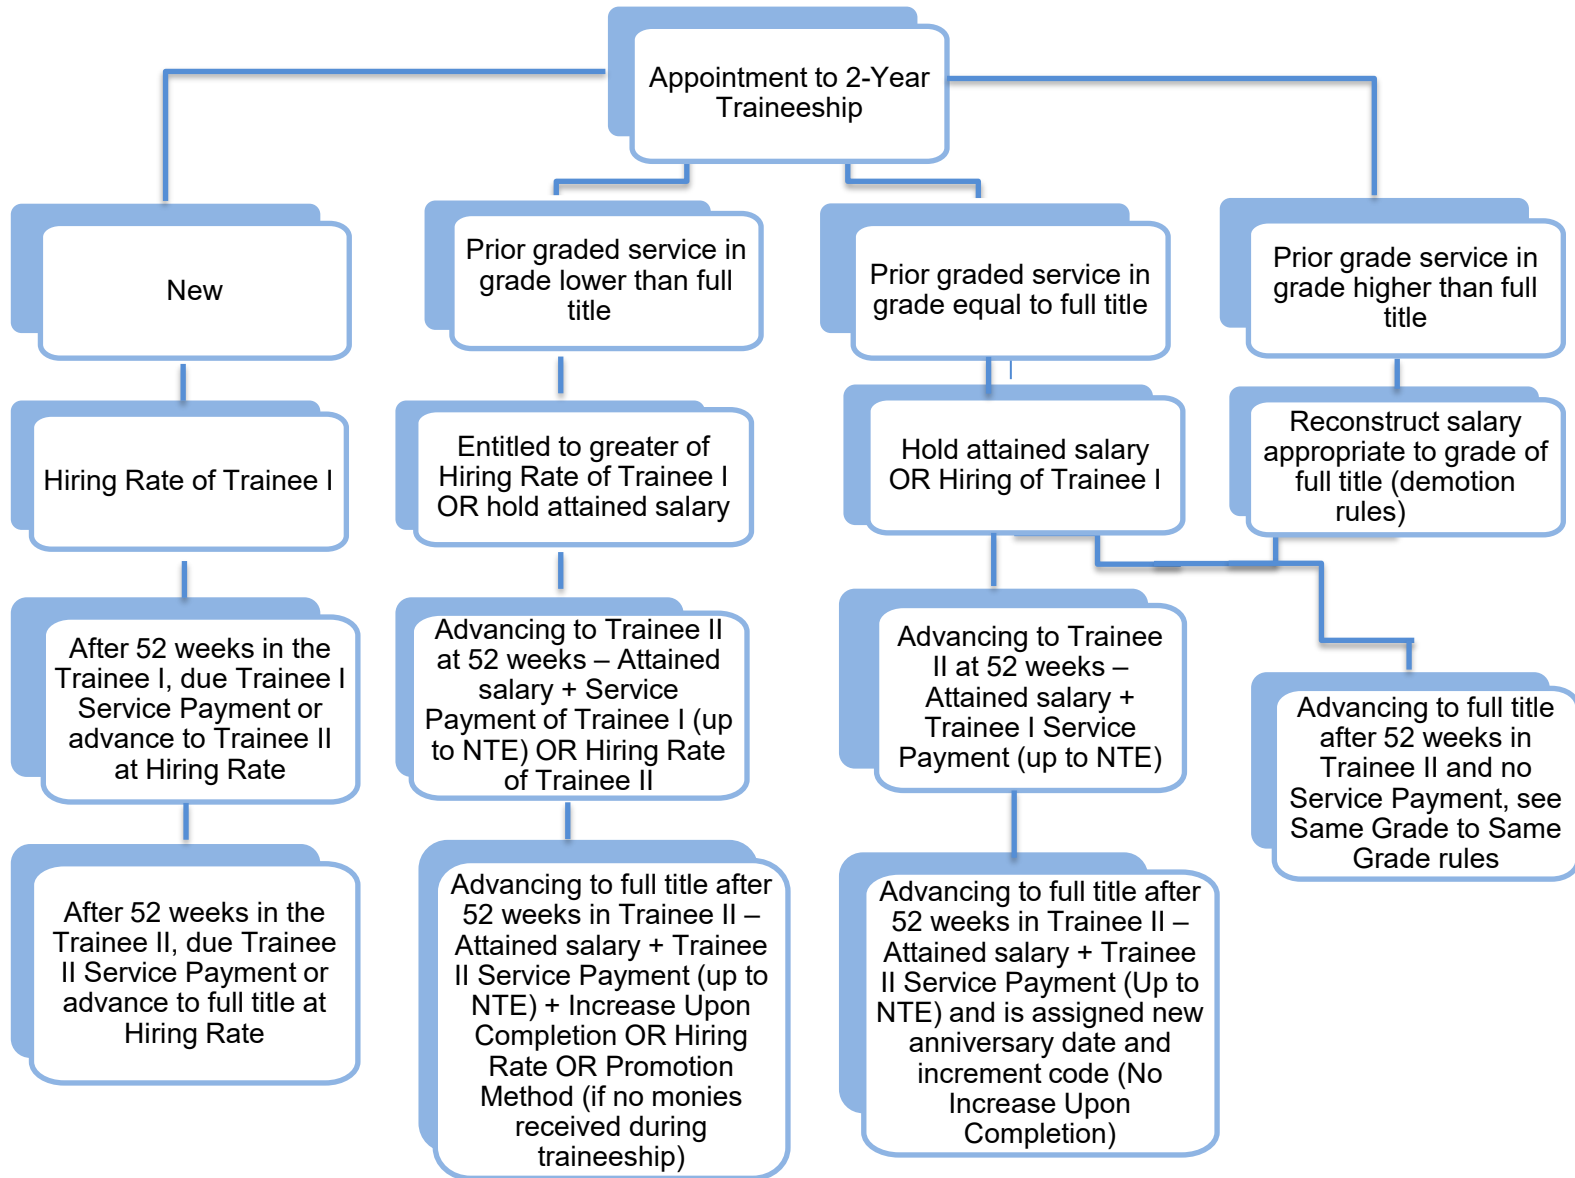 Appointment to 2-Year
Traineeship
New
Prior graded service in
grade lower than full
title
Prior graded service in
grade equal to full title
Prior grade service in
grade higher than full
title
Hiring Rate of Trainee I
Entitled to greater of
Hiring Rate of Trainee I
OR hold attained salary
Hold attained salary
OR Hiring of Trainee I
Reconstruct salary
appropriate to grade of
full title (demotion
rules)
After 52 weeks in the
Trainee I, due Trainee I
Service Payment or
advance to Trainee II
at Hiring Rate
Advancing to Trainee II
at 52 weeks – Attained
salary + Service
Payment of Trainee I (up
to NTE) OR Hiring Rate
of Trainee II
Advancing to Trainee
II at 52 weeks –
Attained salary +
Trainee I Service
Payment (up to NTE)
Advancing to full title
after 52 weeks in
Trainee II and no
Service Payment, see
Same Grade to Same
Grade rules
After 52 weeks in the
Trainee II, due Trainee
II Service Payment or
advance to full title at
Hiring Rate
Advancing to full title after
52 weeks in Trainee II –
Attained salary + Trainee
II Service Payment (up to
NTE) + Increase Upon
Completion OR Hiring
Rate OR Promotion
Method (if no monies
received during
traineeship)
Advancing to full title after
52 weeks in Trainee II –
Attained salary + Trainee
II Service Payment (Up to
NTE) and is assigned new
anniversary date and
increment code (No
Increase Upon
Completion)